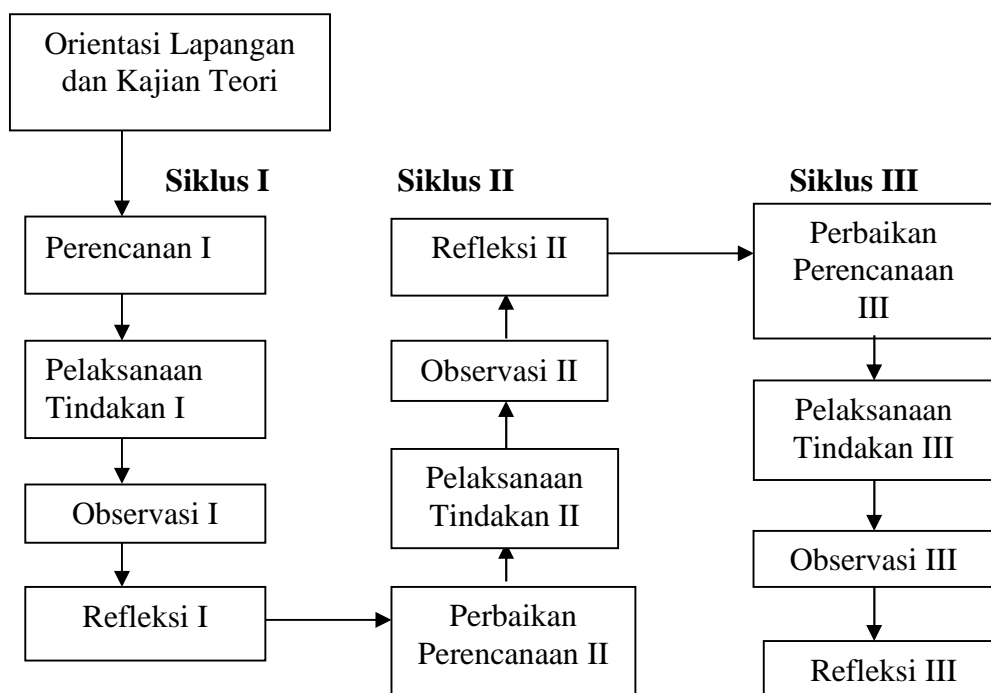 Orientasi Lapangan
dan Kajian Teori
Siklus I
Perencanan I
Pelaksanaan
Tindakan I
Observasi I
Refleksi I
Siklus II
Refleksi II
Observasi II
Pelaksanaan
Tindakan II
Perbaikan
Perencanaan II
Siklus III
Perbaikan
Perencanaan
III
Pelaksanaan
Tindakan III
Observasi III
Refleksi III